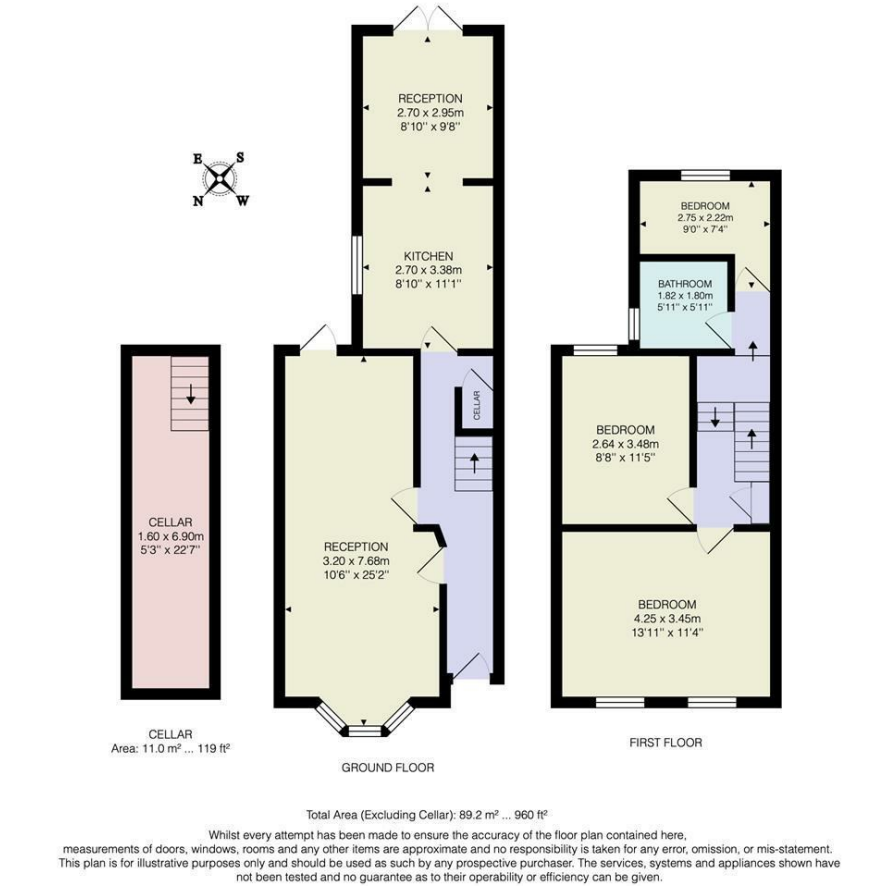 RECEPTION
2.70 x 2.95m
8'10'' x 9'8''
E
S
N
W
KITCHEN
2.70 x 3.38m
8'10'' x 11'1''
BEDROOM
2.75 x 2.22m
9'0'' x 7'4''
BATHROOM
1.82 x 1.80m
5'11'' x 5'11''
CELLAR
BEDROOM
2.64 x 3.48m
8'8'' x 11'5''
CELLAR
1.60 x 6.90m
5'3'' x 22'7''
RECEPTION
3.20 x 7.68m
10'6'' x 25'2''
BEDROOM
4.25 x 3.45m
13'11'' x 11'4''
CELLAR
Area: 11.0 m² ... 119 ft²
GROUND FLOOR
FIRST FLOOR
Total Area (Excluding Cellar): 89.2 m² ... 960 ft²
Whilst every attempt has been made to ensure the accuracy of the floor plan contained here,
measurements of doors, windows, rooms and any other items are approximate and no responsibility is taken for any error, omission, or mis-statement.
This plan is for illustrative purposes only and should be used as such by any prospective purchaser. The services, systems and appliances shown have
not been tested and no guarantee as to their operability or efficiency can be given.